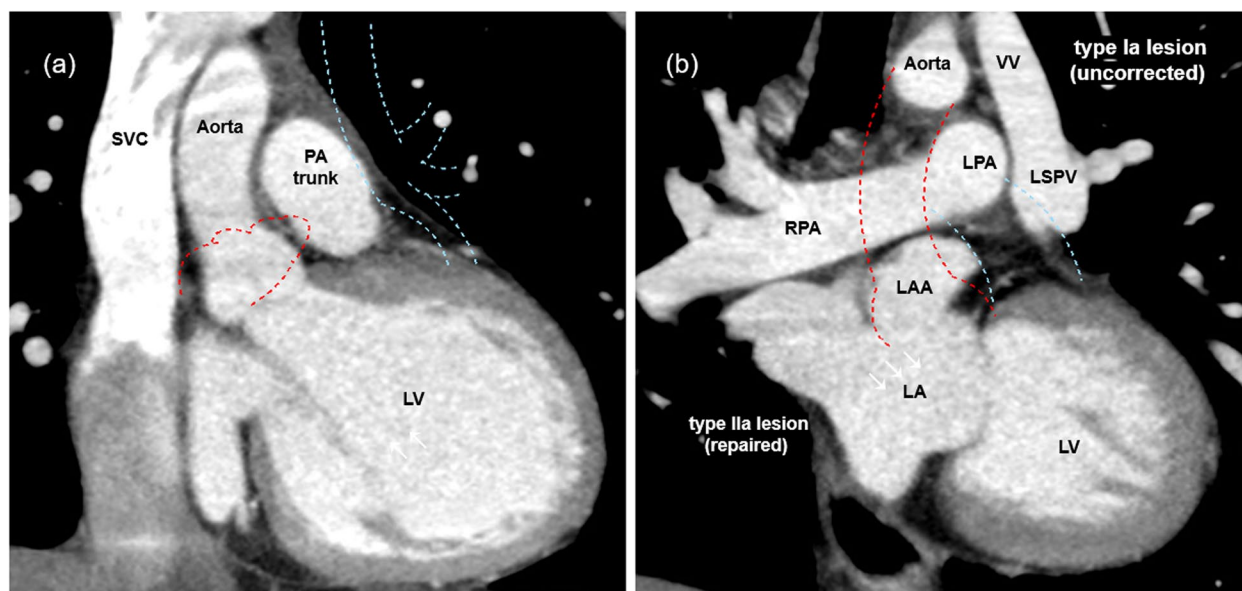 (a)
SVC
Aorta
PA
trunk
LV
(b)
Aorta
VV
type Ia lesion
(uncorrected)
LPA
LSPV
RPA
LAA
LA
type IIa lesion
(repaired)
LV